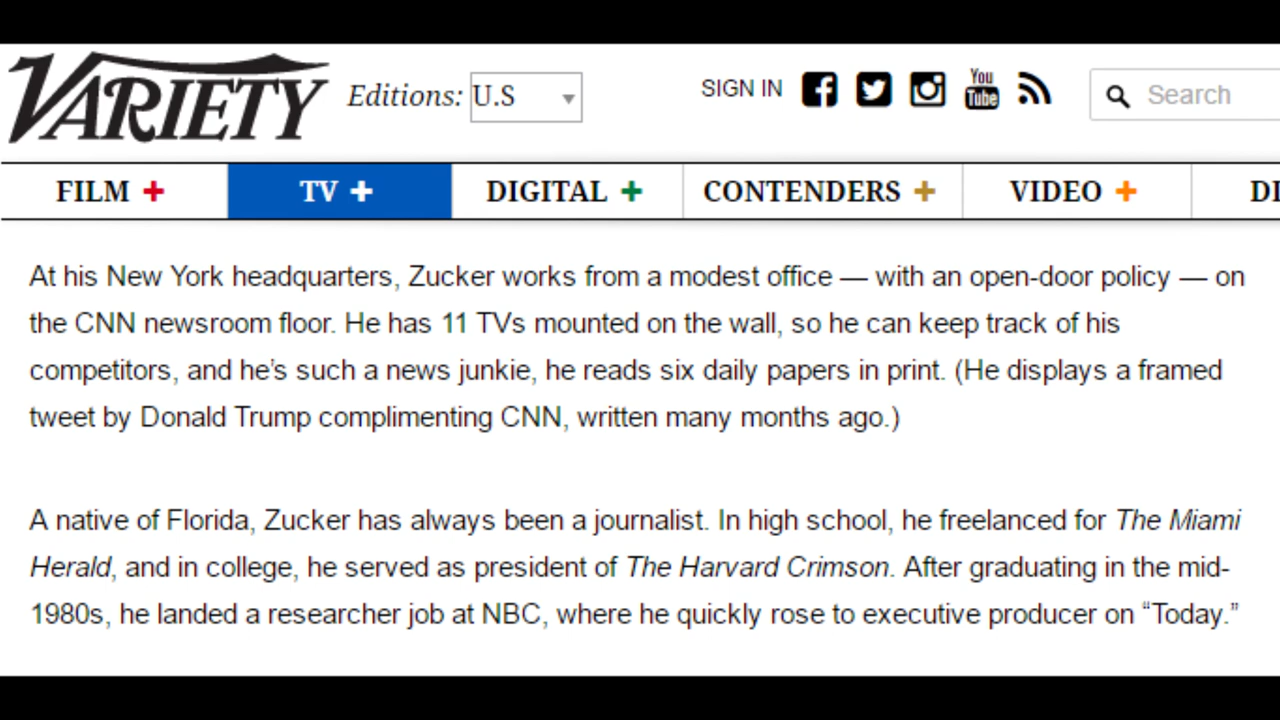 VARIETY Editions: U.S SIGN IN You Tube Search
FILM + TV + DIGITAL + CONTENDERS + VIDEO +
At his New York headquarters, Zucker works from a modest office — with an open-door policy — on
the CNN newsroom floor. He has 11 TVs mounted on the wall, so he can keep track of his
competitors, and he’s such a news junkie, he reads six daily papers in print. (He displays a framed
tweet by Donald Trump complimenting CNN, written many months ago.)
A native of Florida, Zucker has always been a journalist. In high school, he freelanced for The Miami
Herald, and in college, he served as president of The Harvard Crimson. After graduating in the mid-
1980s, he landed a researcher job at NBC, where he quickly rose to executive producer on “Today.”